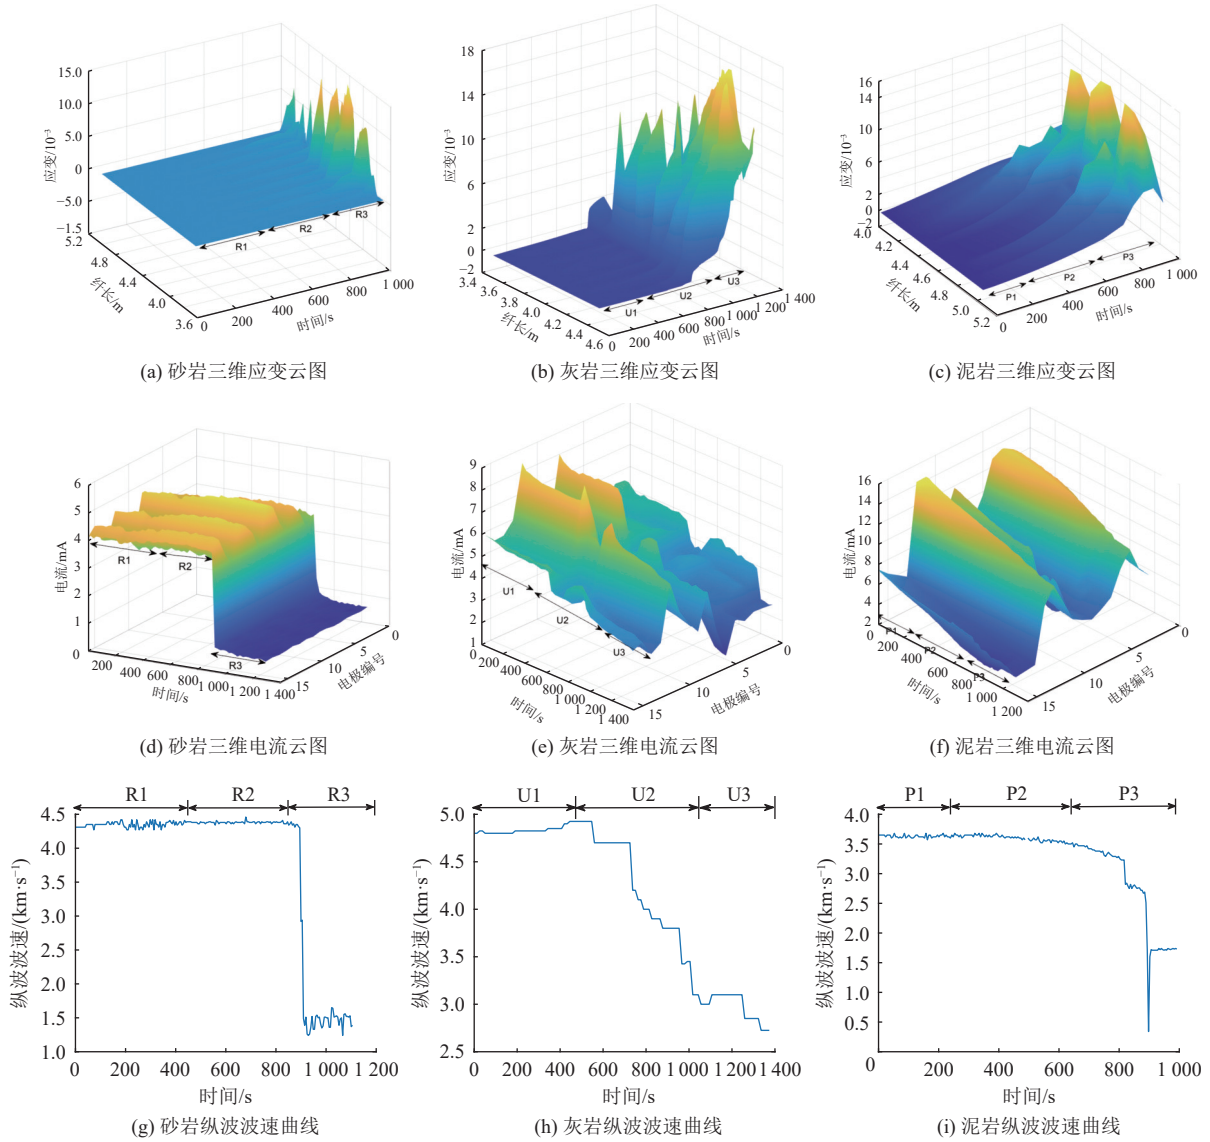 15.0
10.0
5.0
0
−5.0
−1.5
应变/10⁻³
5.2
4.8
4.4
4.0
3.6
纤长/m
0
200
400
600
800
1 000
时间/s
R1
R2
R3
(a) 砂岩三维应变云图
18
14
10
6
2
0
−2
应变/10⁻³
3.4
3.6
3.8
4.0
4.2
4.4
4.6
纤长/m
0
200
400
600
800
1 000
1 200
1 400
时间/s
U1
U2
U3
(b) 灰岩三维应变云图
16
14
10
6
2
0
−2
应变/10⁻³
4.0
4.2
4.4
4.6
4.8
5.0
5.2
纤长/m
0
200
400
600
800
1 000
时间/s
P1
P2
P3
(c) 泥岩三维应变云图
6
5
4
3
2
1
0
电流/mA
200
400
600
800
1 000
1 200
1 400
时间/s
15
10
5
0
电极编号
R1
R2
R3
(d) 砂岩三维电流云图
9
8
7
6
5
4
3
2
1
电流/mA
0
200
400
600
800
1 000
1 200
1 400
时间/s
15
10
5
0
电极编号
U1
U2
U3
(e) 灰岩三维电流云图
16
14
12
10
8
6
4
2
电流/mA
0
200
400
600
800
1 000
1 200
时间/s
15
10
5
0
电极编号
P1
P2
P3
(f) 泥岩三维电流云图
R1 R2 R3
4.5
4.0
3.5
3.0
2.5
2.0
1.5
1.0
纵波波速/(km·s⁻¹)
0 200 400 600 800 1 000 1 200
时间/s
(g) 砂岩纵波波速曲线
U1 U2 U3
5.0
4.5
4.0
3.5
3.0
2.5
纵波波速/(km·s⁻¹)
0 200 400 600 800 1 000 1 200 1 400
时间/s
(h) 灰岩纵波波速曲线
P1 P2 P3
4.0
3.5
3.0
2.5
2.0
1.5
1.0
0.5
纵波波速/(km·s⁻¹)
0 200 400 600 800 1 000
时间/s
(i) 泥岩纵波波速曲线